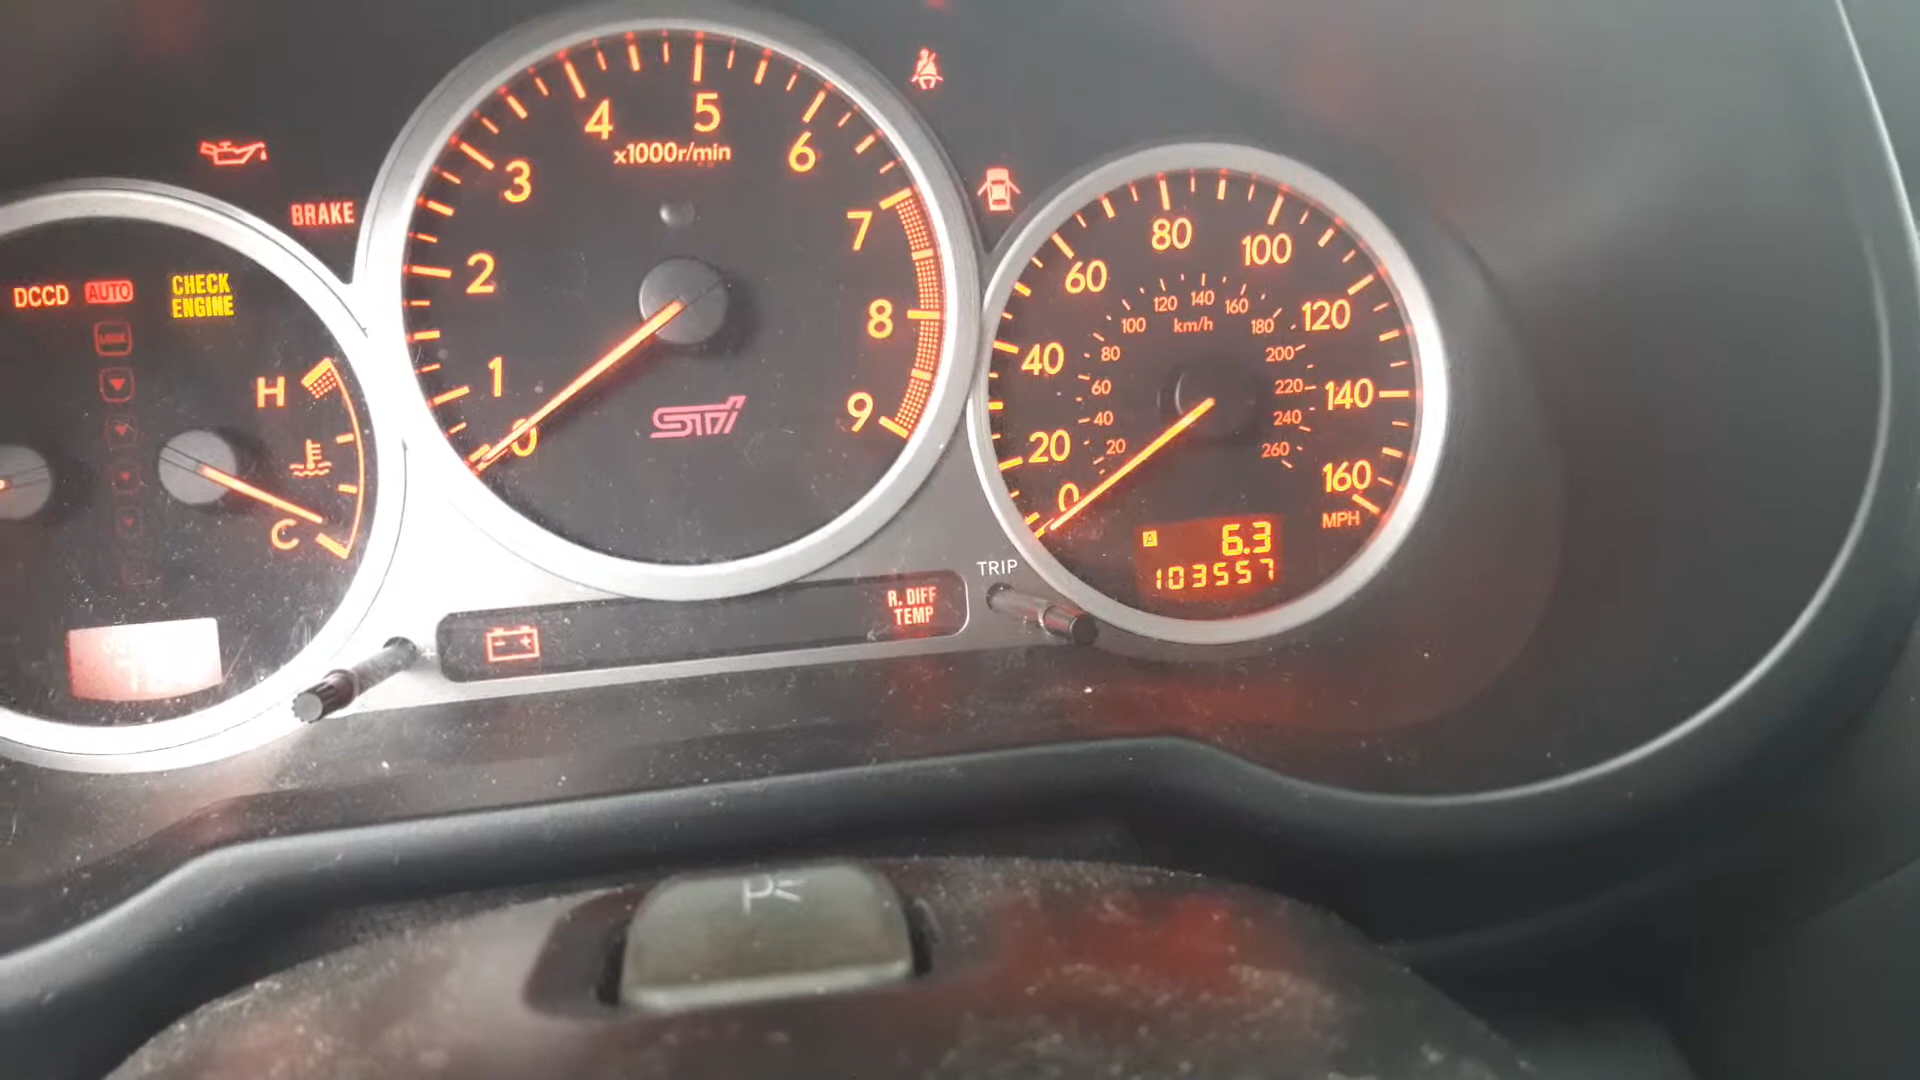 BRAKE
DCCD AUTO
CHECK
ENGINE
LOCK
H
C
0
1
2
3
4
5
6
7
8
9
x1000r/min
STI
0
20
40
60
80
100
120
140
160
MPH
20
40
60
80
100
120
140
160
180
200
220
240
260
km/h
A 6.3
103557
TRIP
R. DIFF
TEMP
- +
+